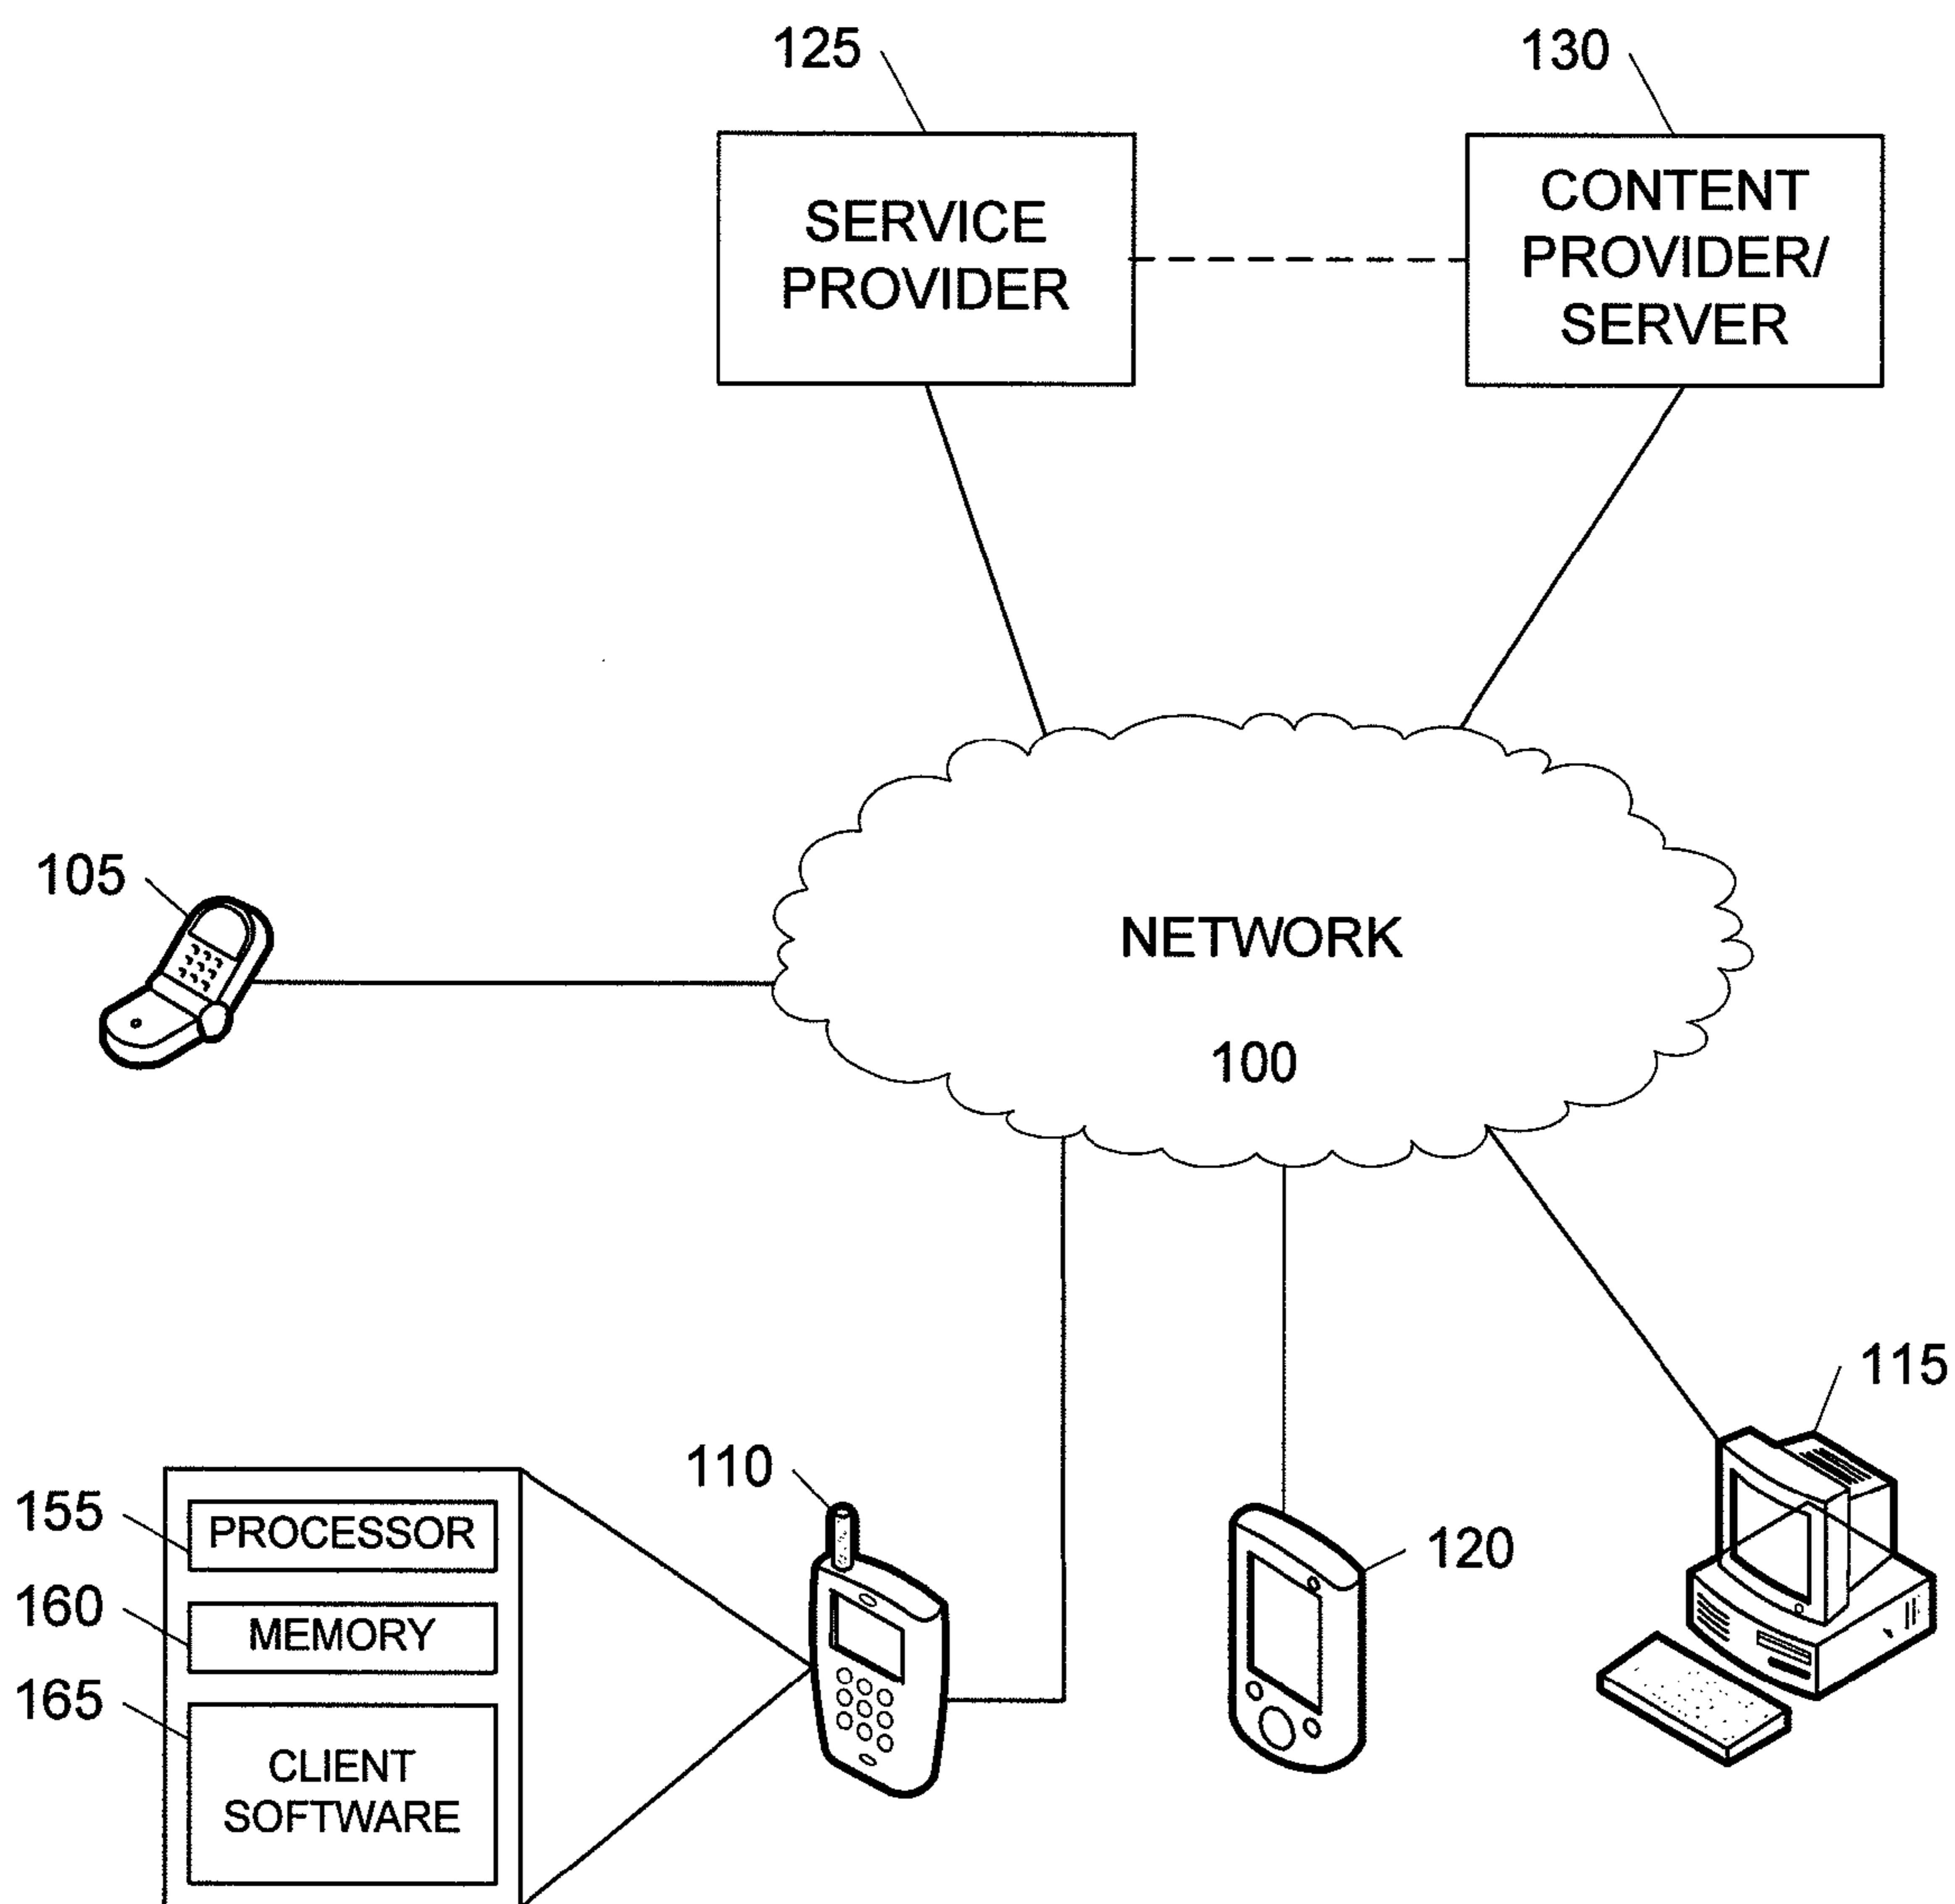 125
130
SERVICE
PROVIDER
CONTENT
PROVIDER/
SERVER
105
NETWORK
100
115
110
120
155
PROCESSOR
160
MEMORY
165
CLIENT
SOFTWARE